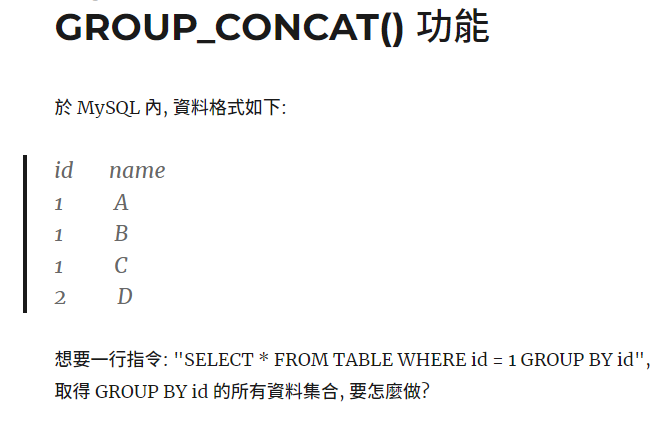 GROUP_CONCAT() 功能
於 MySQL 內, 資料格式如下:
id name
1 A
1 B
1 C
2 D
想要一行指令: "SELECT * FROM TABLE WHERE id = 1 GROUP BY id",
取得 GROUP BY id 的所有資料集合, 要怎麼做?